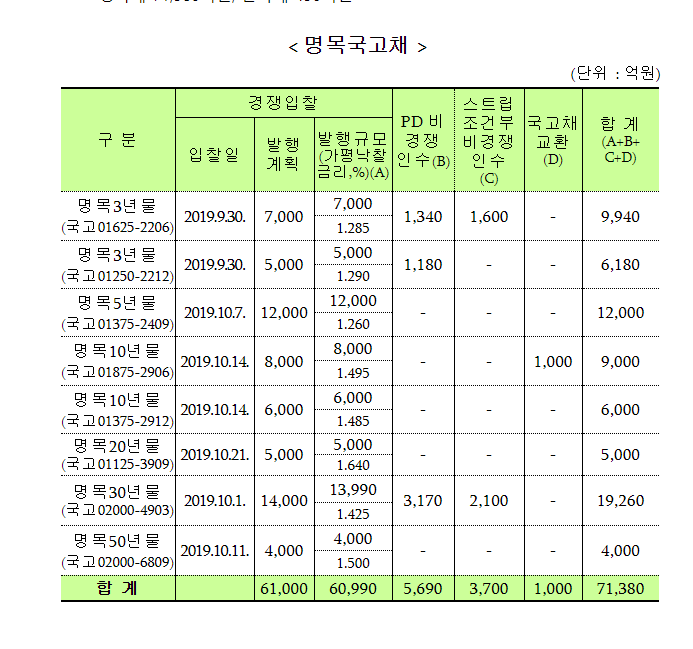 < 명목국고채 >
(단위 : 억원)
구 분
경쟁입찰
PD 비경쟁인수(B)
스트립조건부비경쟁인수(C)
국고채교환(D)
합 계(A+B+C+D)
입찰일
발행계획
발행규모(가평낙찰금리,%)(A)
명목3년물 (국고01625-2206) 2019.9.30. 7,000 7,000 1.285 1,340 1,600 - 9,940
명목3년물 (국고01250-2212) 2019.9.30. 5,000 5,000 1.290 1,180 - - 6,180
명목5년물 (국고01375-2409) 2019.10.7. 12,000 12,000 1.260 - - - 12,000
명목10년물 (국고01875-2906) 2019.10.14. 8,000 8,000 1.495 - - 1,000 9,000
명목10년물 (국고01375-2912) 2019.10.14. 6,000 6,000 1.485 - - - 6,000
명목20년물 (국고01125-3909) 2019.10.21. 5,000 5,000 1.640 - - - 5,000
명목30년물 (국고02000-4903) 2019.10.1. 14,000 13,990 1.425 3,170 2,100 - 19,260
명목50년물 (국고02000-6809) 2019.10.11. 4,000 4,000 1.500 - - - 4,000
합 계 61,000 60,990 5,690 3,700 1,000 71,380